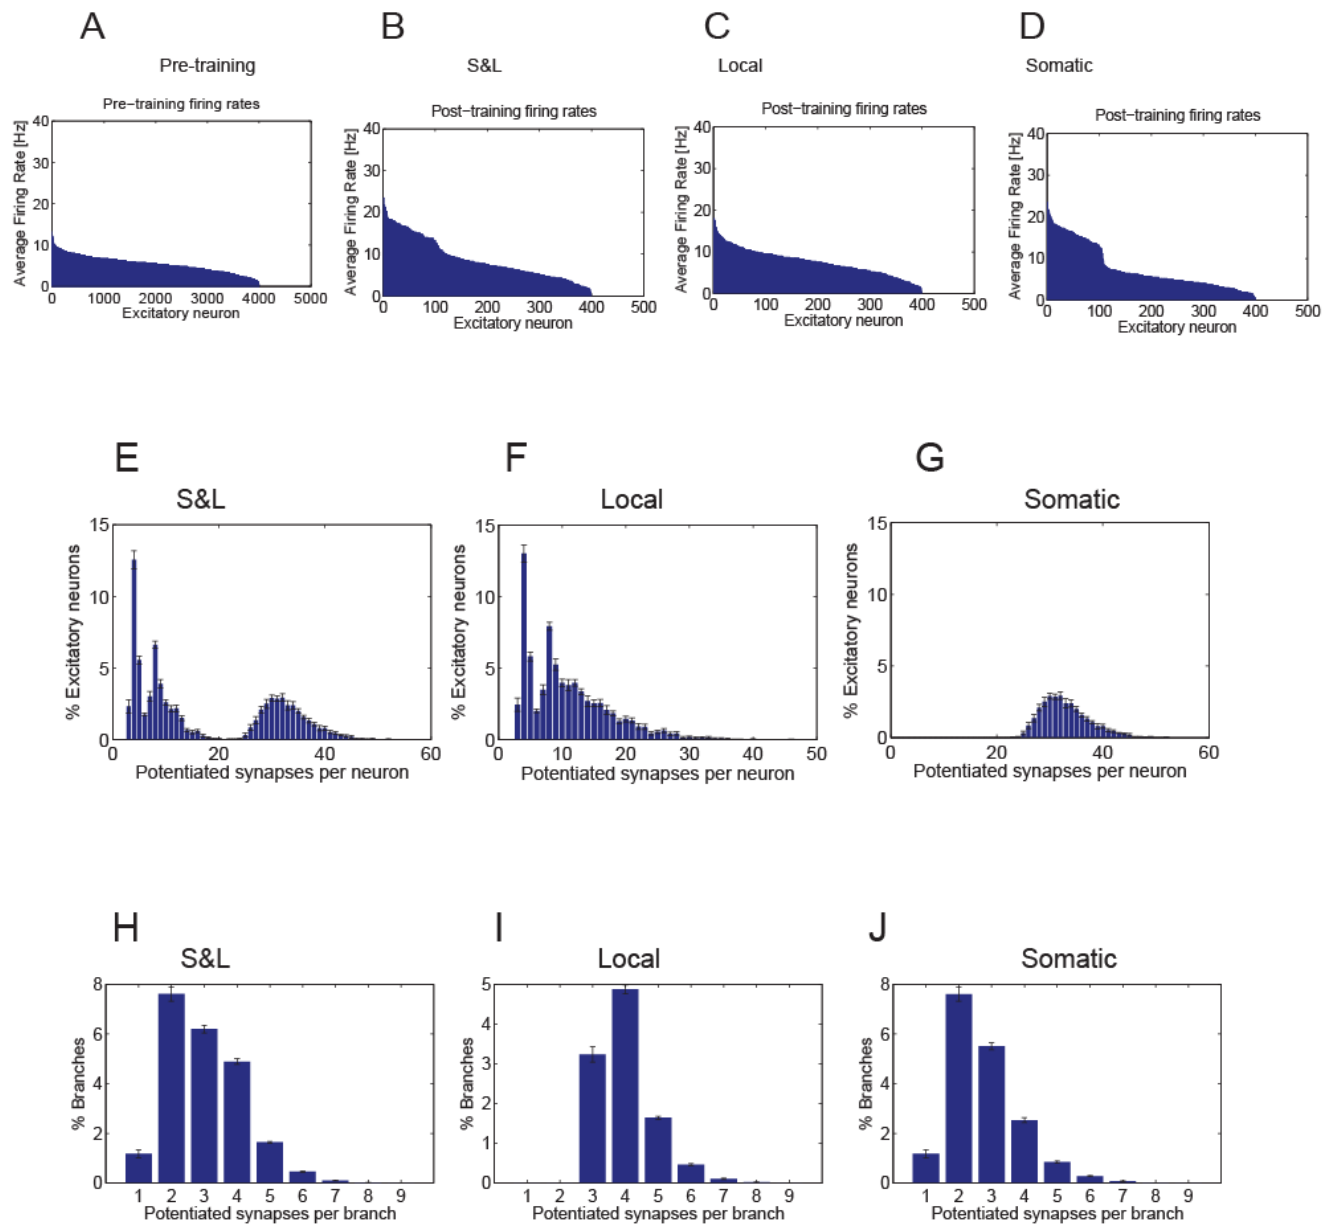 A
B
C
D
Pre-training
S&L
Local
Somatic
Pre−training firing rates
Post−training firing rates
Post−training firing rates
Post−training firing rates
Average Firing Rate [Hz]
40
30
20
10
0
0 1000 2000 3000 4000 5000
Excitatory neuron
Average Firing Rate [Hz]
40
30
20
10
0
0 100 200 300 400 500
Excitatory neuron
Average Firing Rate [Hz]
40
30
20
10
0
0 100 200 300 400 500
Excitatory neuron
Average Firing Rate [Hz]
40
30
20
10
0
0 100 200 300 400 500
Excitatory neuron
E
S&L
% Excitatory neurons
15
10
5
0
0 20 40 60
Potentiated synapses per neuron
F
Local
% Excitatory neurons
15
10
5
0
0 10 20 30 40 50
Potentiated synapses per neuron
G
Somatic
% Excitatory neurons
15
10
5
0
0 20 40 60
Potentiated synapses per neuron
H
S&L
% Branches
8
6
4
2
0
1 2 3 4 5 6 7 8 9
Potentiated synapses per branch
I
Local
% Branches
5
4
3
2
1
0
1 2 3 4 5 6 7 8 9
Potentiated synapses per branch
J
Somatic
% Branches
8
6
4
2
0
1 2 3 4 5 6 7 8 9
Potentiated synapses per branch